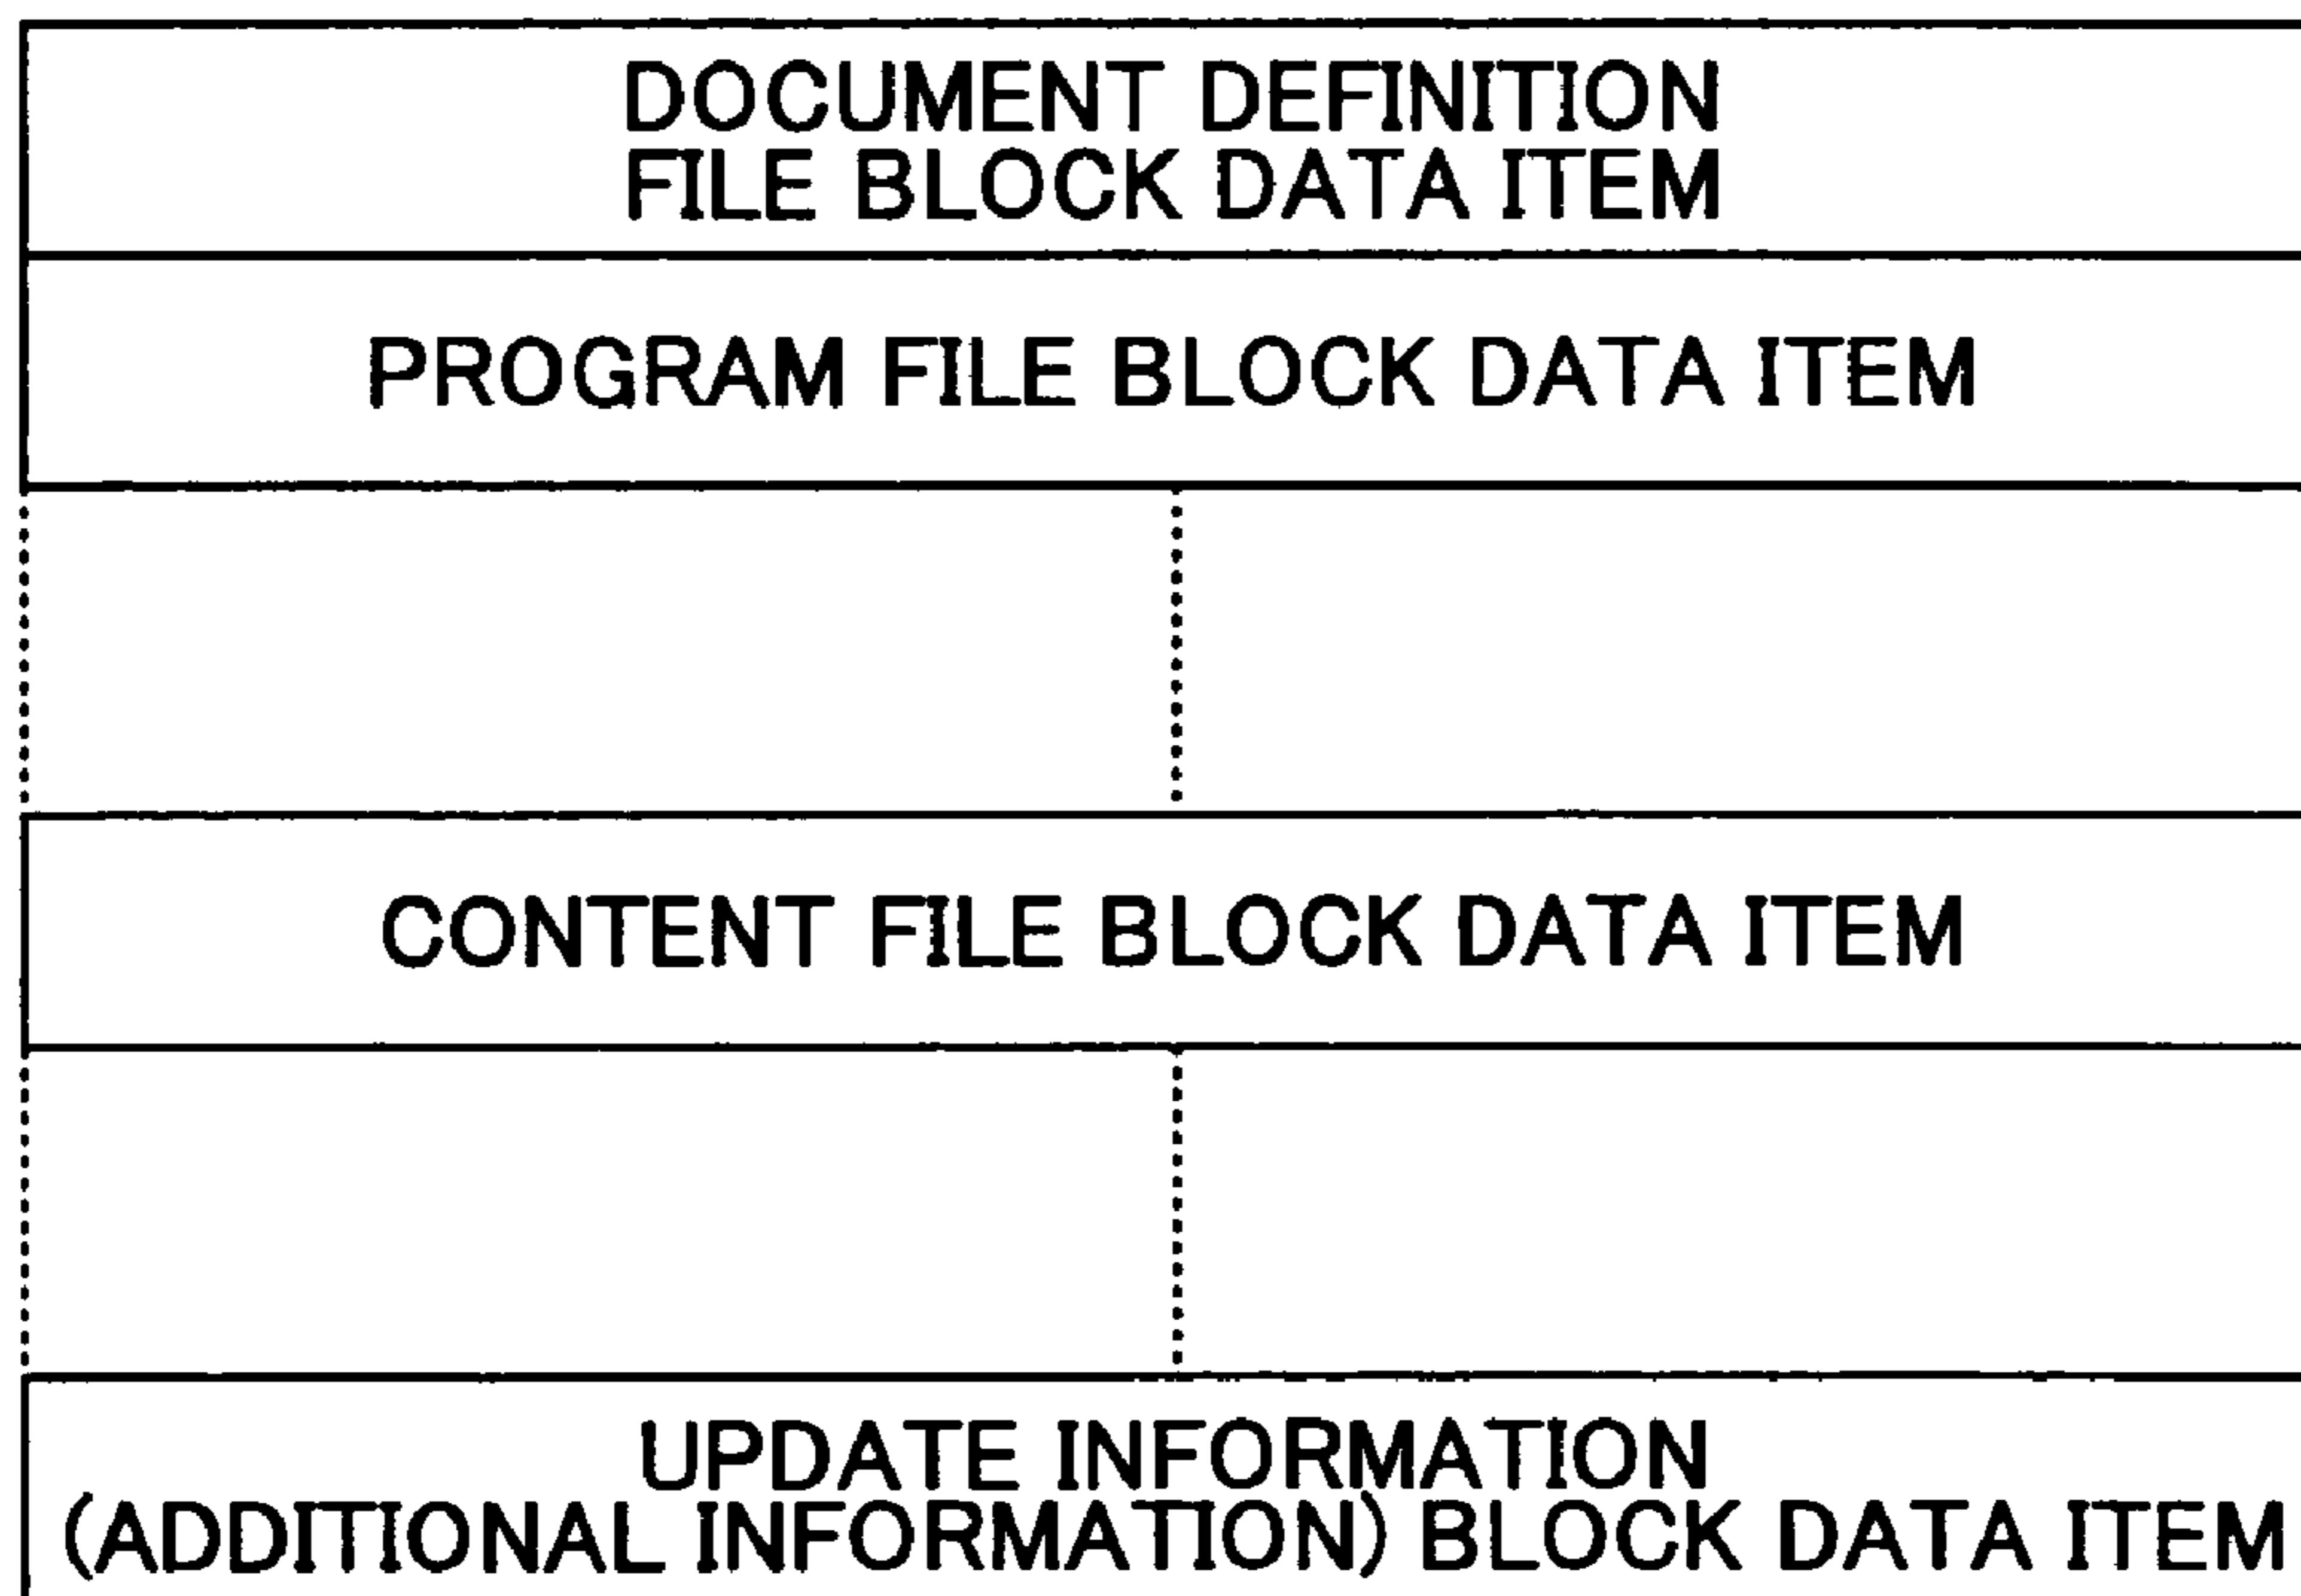 DOCUMENT DEFINITION
FILE BLOCK DATA ITEM
PROGRAM FILE BLOCK DATA ITEM
CONTENT FILE BLOCK DATA ITEM
UPDATE INFORMATION
(ADDITIONAL INFORMATION) BLOCK DATA ITEM